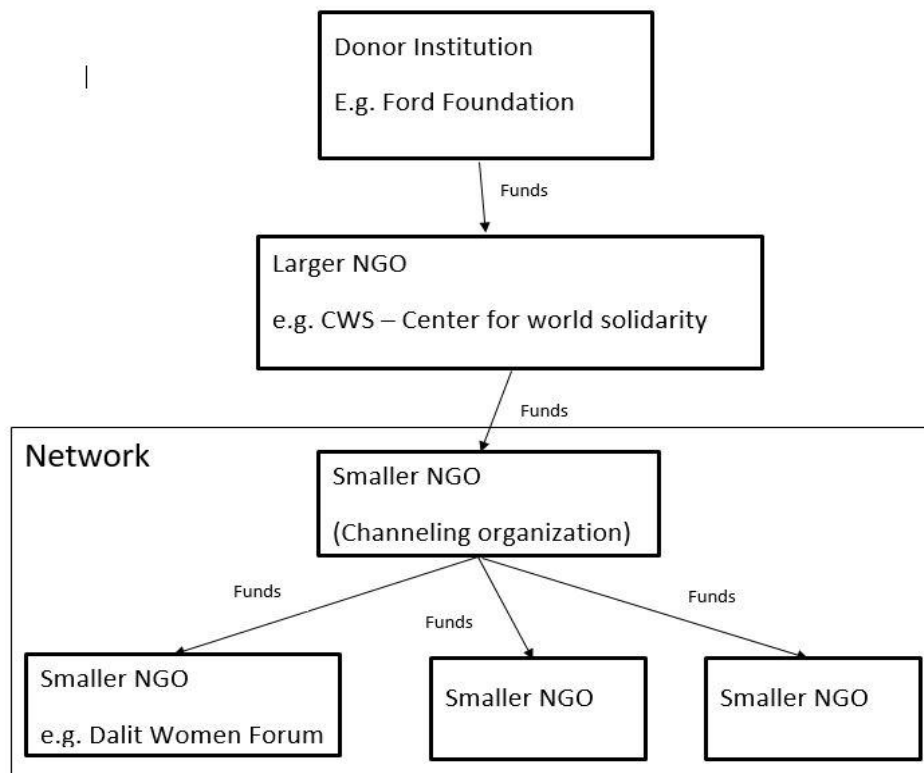 Donor Institution
E.g. Ford Foundation
Funds
Larger NGO
e.g. CWS – Center for world solidarity
Funds
Network
Smaller NGO
(Channeling organization)
Funds
Funds
Funds
Smaller NGO
e.g. Dalit Women Forum
Smaller NGO
Smaller NGO